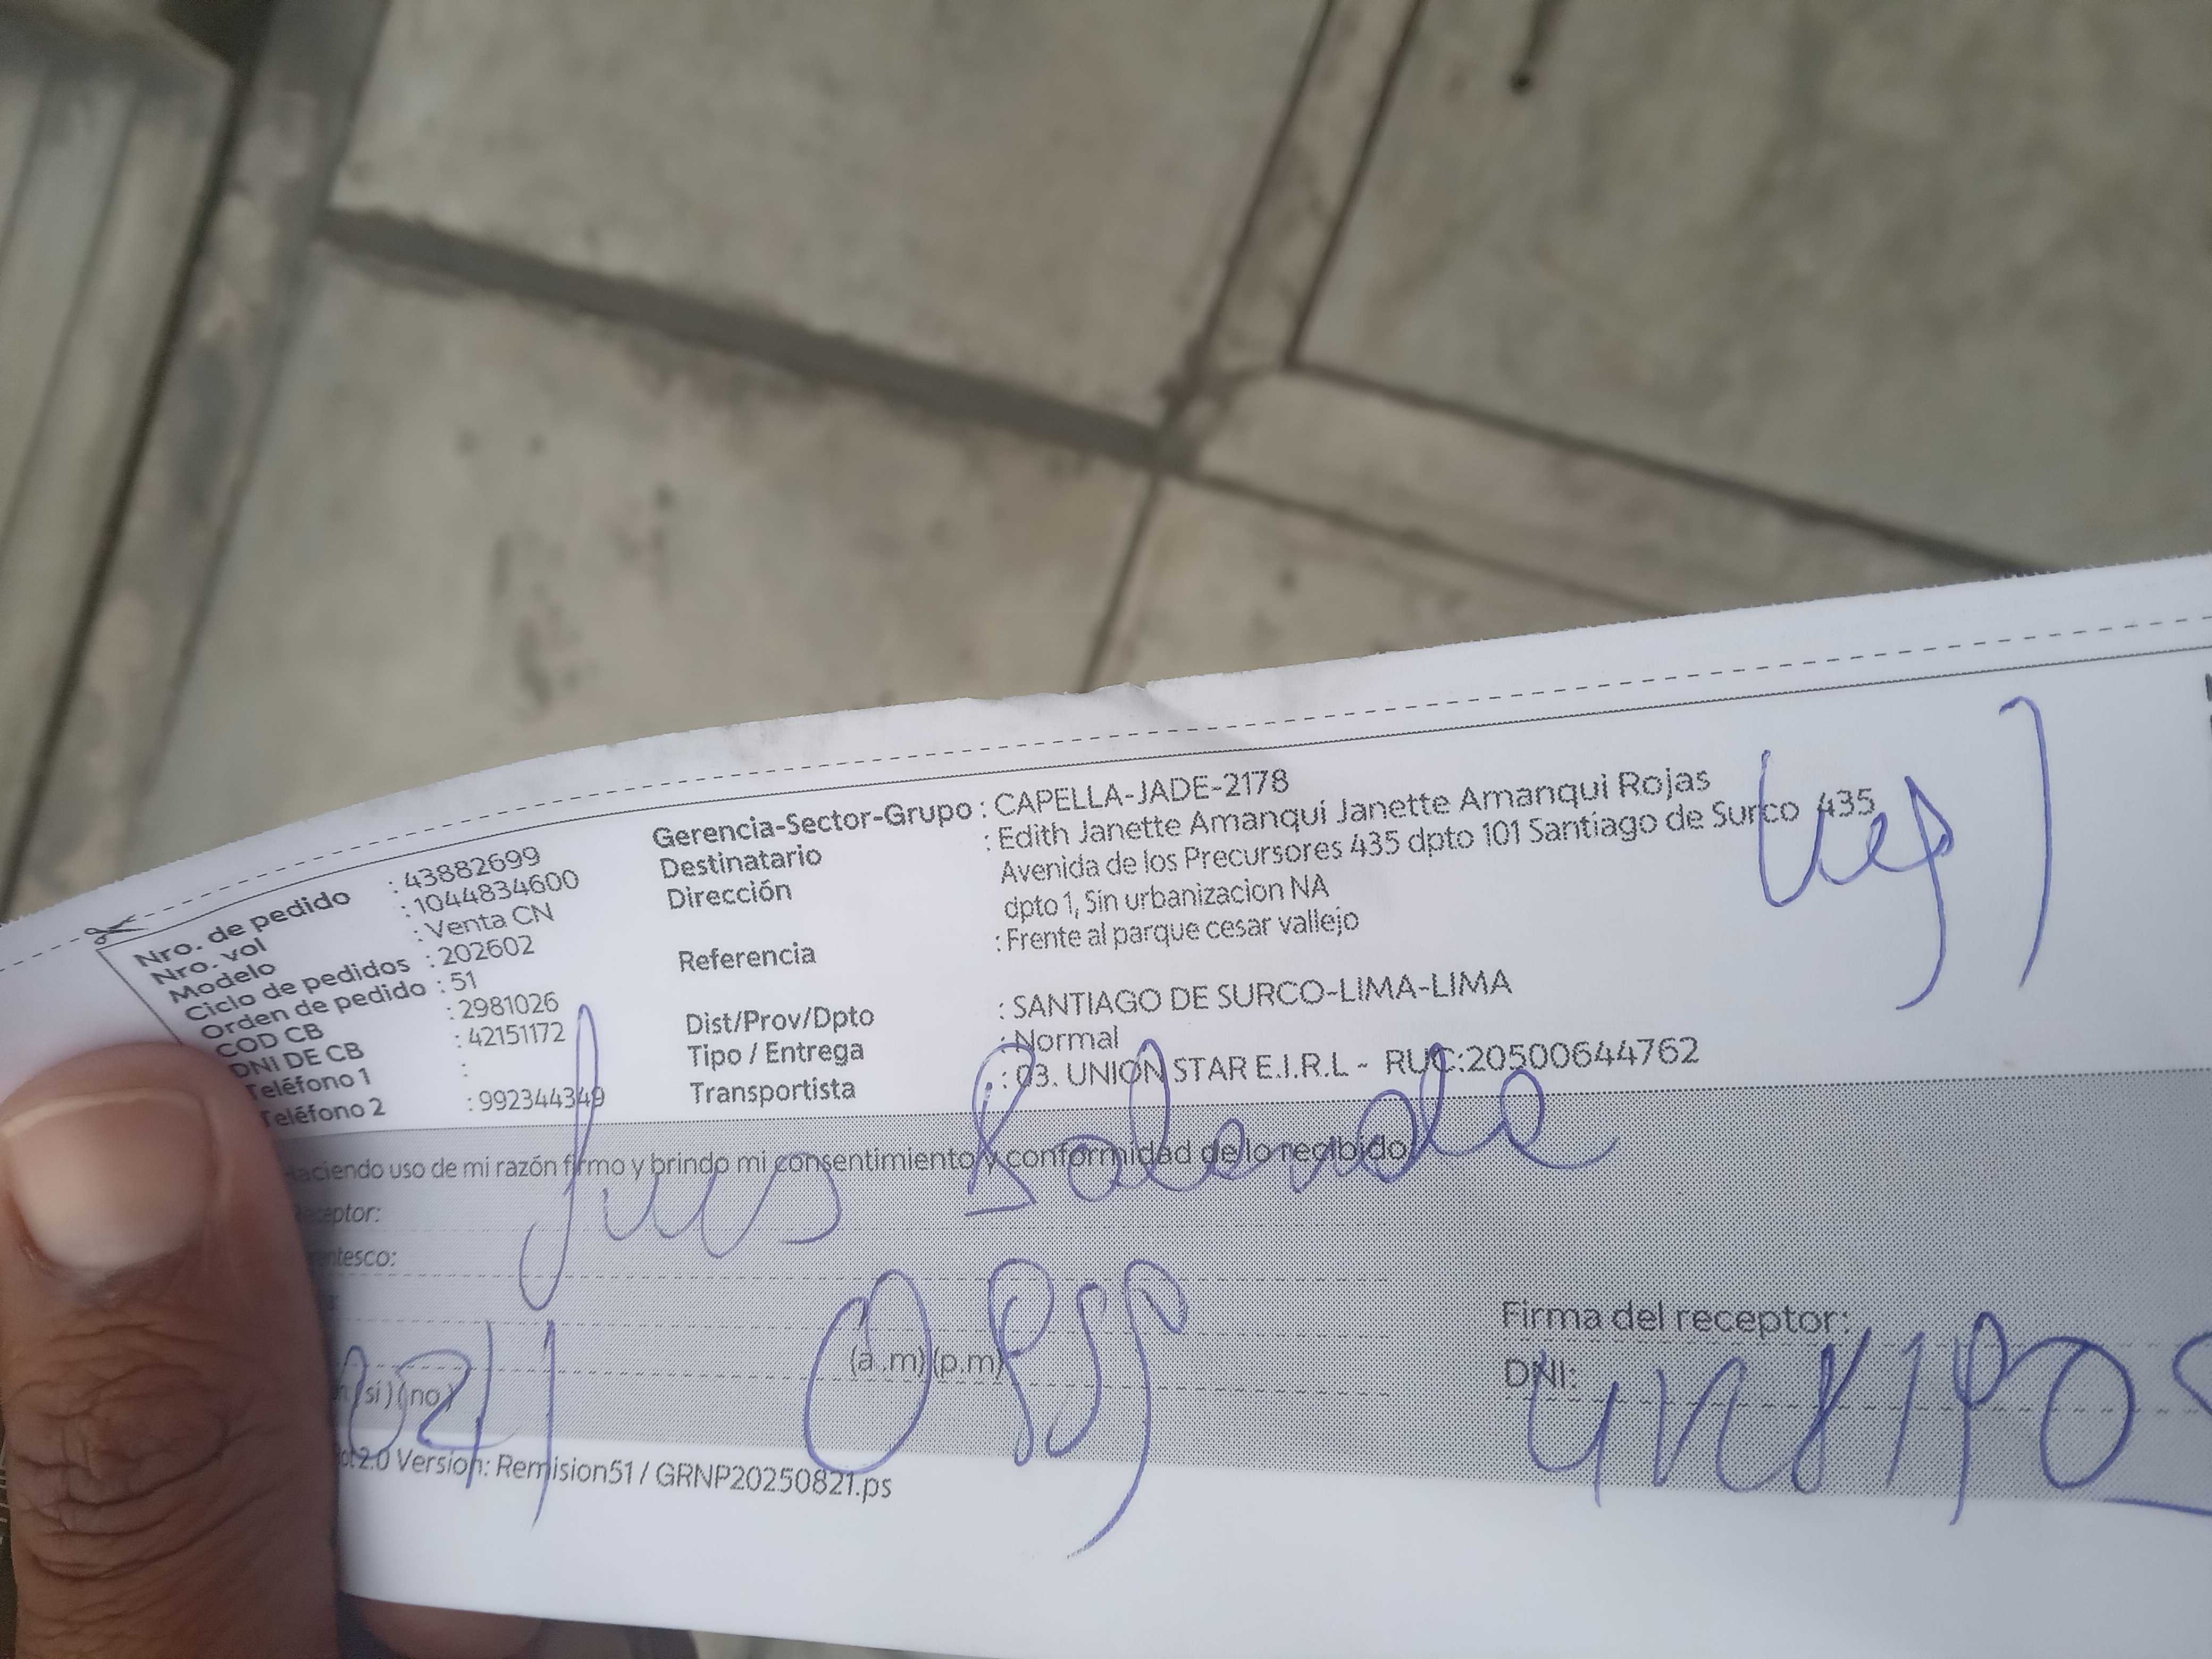 Nro. de pedido : 43882699
Nro. vol : 1044834600
Modelo : Venta CN
Ciclo de pedidos : 202602
Orden de pedido : 51
COD CB : 2981026
DNI DE CB : 42151172
Teléfono 1 :
Teléfono 2 : 992344349
Gerencia-Sector-Grupo : CAPELLA-JADE-2178
Destinatario : Edith Janette Amanqui Janette Amanqui Rojas
Dirección Avenida de los Precursores 435 dpto 101 Santiago de Surco 435
dpto 1, Sin urbanizacion NA
Referencia : Frente al parque cesar vallejo
Dist/Prov/Dpto : SANTIAGO DE SURCO-LIMA-LIMA
Tipo / Entrega : Normal
Transportista : 03. UNION STAR E.I.R.L - RUC:20500644762
haciendo uso de mi razón firmo y brindo mi consentimiento y conformidad de lo recibido
Receptor:
(a .m) (p.m)
(si) (no)
Firma del receptor:
DNI:
2.0 Version: Remision51 / GRNP20250821.ps